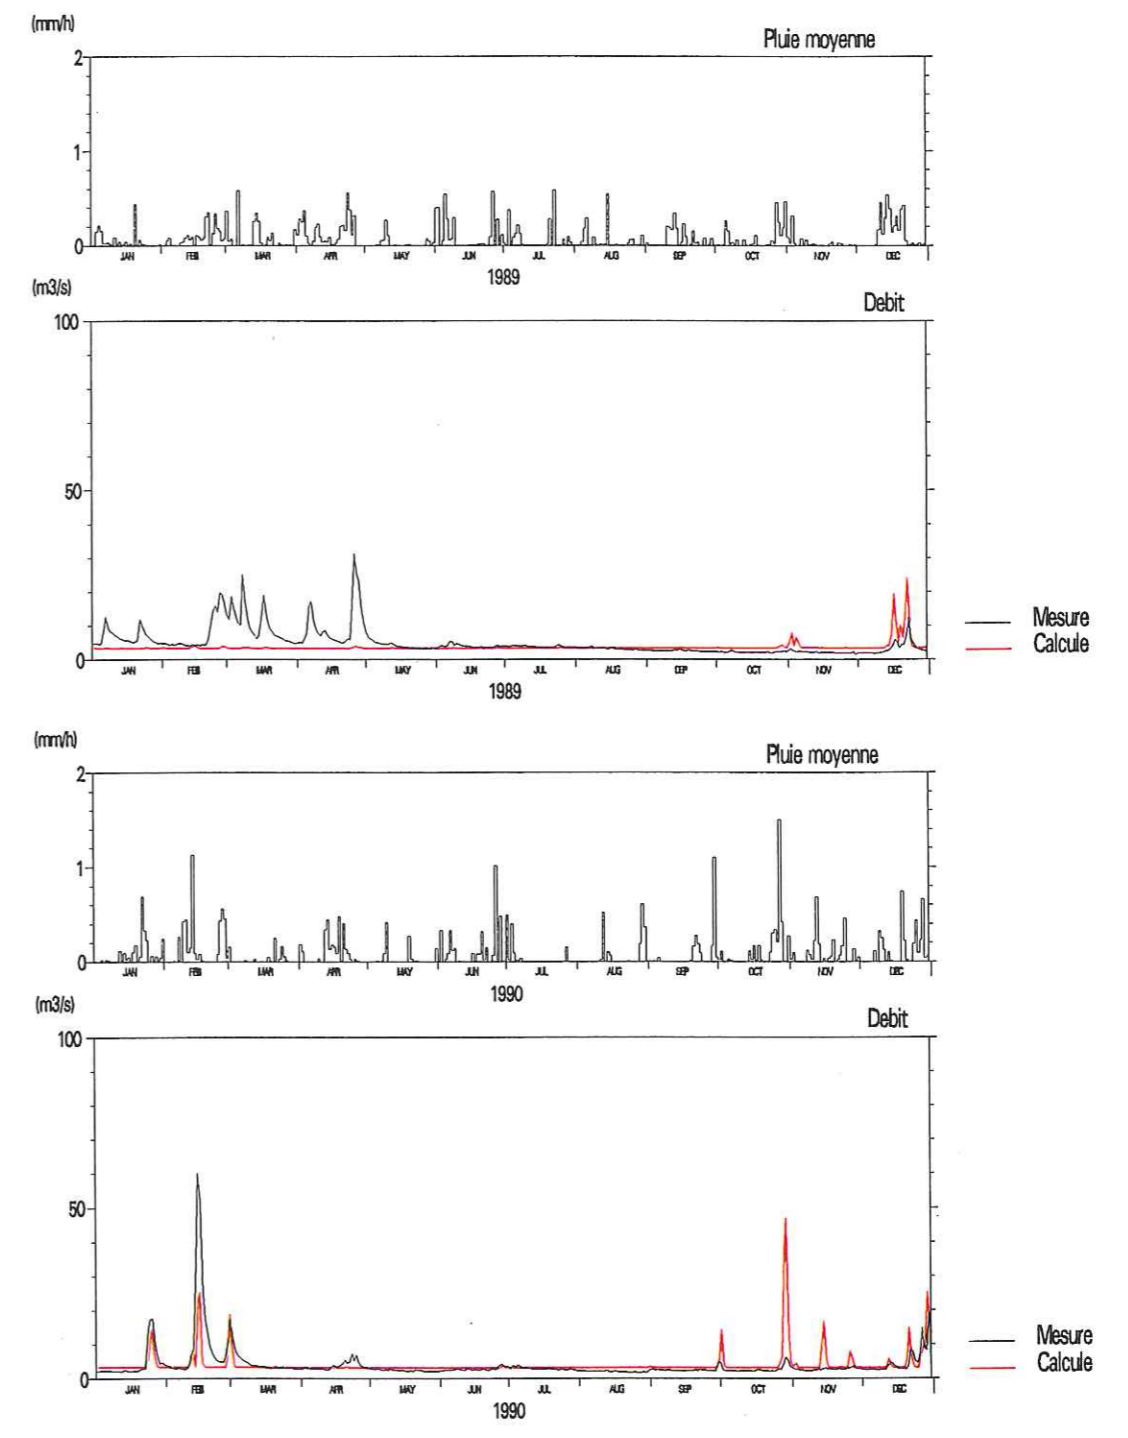 (mm/h)
Pluie moyenne
2
1
0
JAN FEB MAR APR MAY JUN JUL AUG SEP OCT NOV DEC
1989
(m3/s)
Debit
100
50
0
JAN FEB MAR APR MAY JUN JUL AUG SEP OCT NOV DEC
1989
Mesure
Calcule
(mm/h)
Pluie moyenne
2
1
0
JAN FEB MAR APR MAY JUN JUL AUG SEP OCT NOV DEC
1990
(m3/s)
Debit
100
50
0
JAN FEB MAR APR MAY JUN JUL AUG SEP OCT NOV DEC
1990
Mesure
Calcule